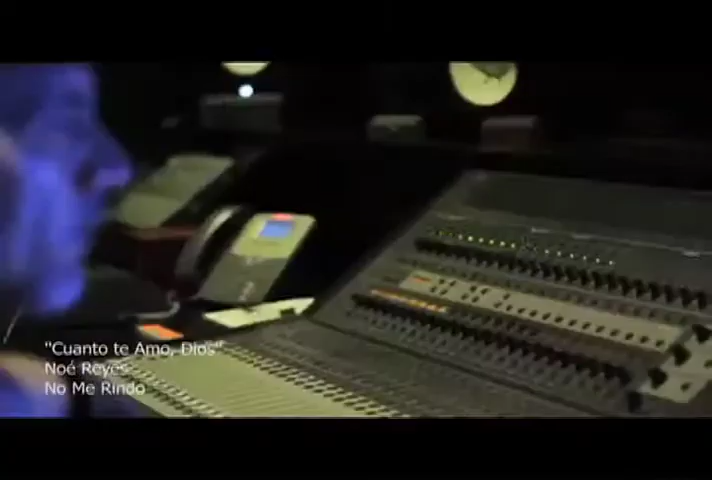 "Cuanto te Amo, Dios"
Noé Reyes
No Me Rindo